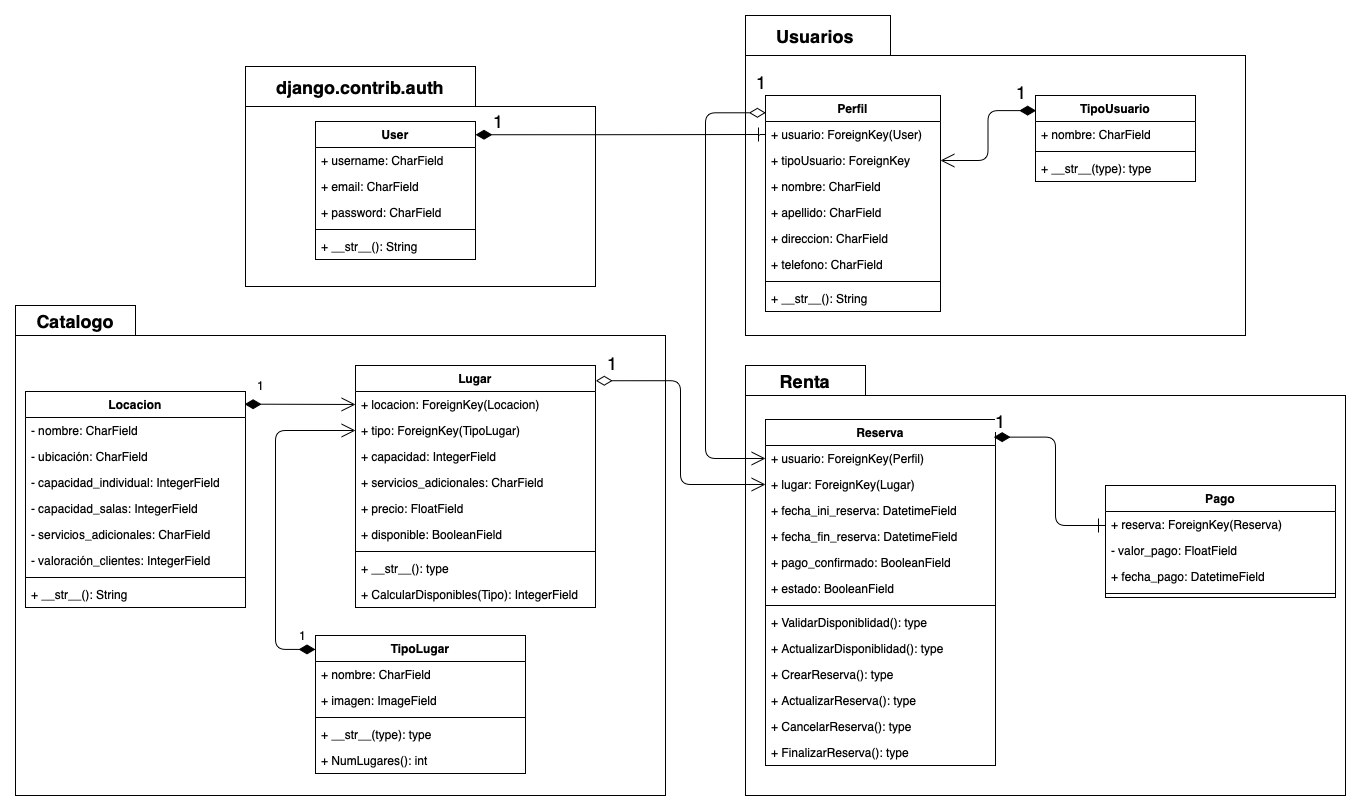 django.contrib.auth
User
1
+ username: CharField
+ email: CharField
+ password: CharField
+ __str__(): String
Usuarios
1
Perfil
+ usuario: ForeignKey(User)
+ tipoUsuario: ForeignKey
+ nombre: CharField
+ apellido: CharField
+ direccion: CharField
+ telefono: CharField
+ __str__(): String
1
TipoUsuario
+ nombre: CharField
+ __str__(type): type
Catalogo
Locacion
1
- nombre: CharField
- ubicación: CharField
- capacidad_individual: IntegerField
- capacidad_salas: IntegerField
- servicios_adicionales: CharField
- valoración_clientes: IntegerField
+ __str__(): String
Lugar
1
+ locacion: ForeignKey(Locacion)
+ tipo: ForeignKey(TipoLugar)
+ capacidad: IntegerField
+ servicios_adicionales: CharField
+ precio: FloatField
+ disponible: BooleanField
+ __str__(): type
+ CalcularDisponibles(Tipo): IntegerField
1
TipoLugar
+ nombre: CharField
+ imagen: ImageField
+ __str__(type): type
+ NumLugares(): int
Renta
Reserva
1
+ usuario: ForeignKey(Perfil)
+ lugar: ForeignKey(Lugar)
+ fecha_ini_reserva: DatetimeField
+ fecha_fin_reserva: DatetimeField
+ pago_confirmado: BooleanField
+ estado: BooleanField
+ ValidarDisponiblidad(): type
+ ActualizarDisponiblidad(): type
+ CrearReserva(): type
+ ActualizarReserva(): type
+ CancelarReserva(): type
+ FinalizarReserva(): type
Pago
+ reserva: ForeignKey(Reserva)
- valor_pago: FloatField
+ fecha_pago: DatetimeField